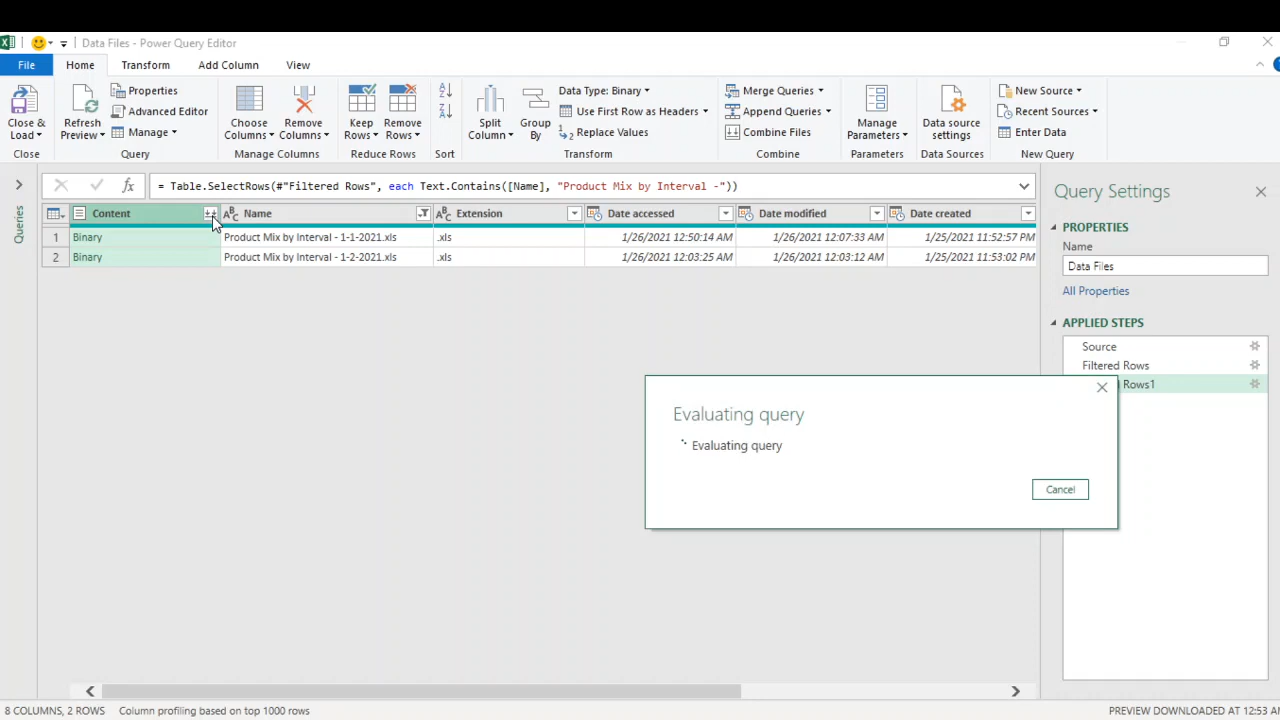 Data Files - Power Query Editor
File Home Transform Add Column View
Close & Load
Refresh Preview
Properties
Advanced Editor
Manage
Choose Columns
Remove Columns
Keep Rows
Remove Rows
Split Column
Group By
Data Type: Binary
Use First Row as Headers
Replace Values
Merge Queries
Append Queries
Combine Files
Manage Parameters
Data source settings
New Source
Recent Sources
Enter Data
Close Query Manage Columns Reduce Rows Sort Transform Combine Parameters Data Sources New Query
fx = Table.SelectRows(#"Filtered Rows", each Text.Contains([Name], "Product Mix by Interval -"))
Queries
Content ABC Name ABC Extension Date accessed Date modified Date created
1 Binary Product Mix by Interval - 1-1-2021.xls .xls 1/26/2021 12:50:14 AM 1/26/2021 12:07:33 AM 1/25/2021 11:52:57 PM
2 Binary Product Mix by Interval - 1-2-2021.xls .xls 1/26/2021 12:03:25 AM 1/26/2021 12:03:12 AM 1/25/2021 11:53:02 PM
Query Settings
PROPERTIES
Name
Data Files
All Properties
APPLIED STEPS
Source
Filtered Rows
Rows1
Evaluating query
Evaluating query
Cancel
8 COLUMNS, 2 ROWS Column profiling based on top 1000 rows PREVIEW DOWNLOADED AT 12:53